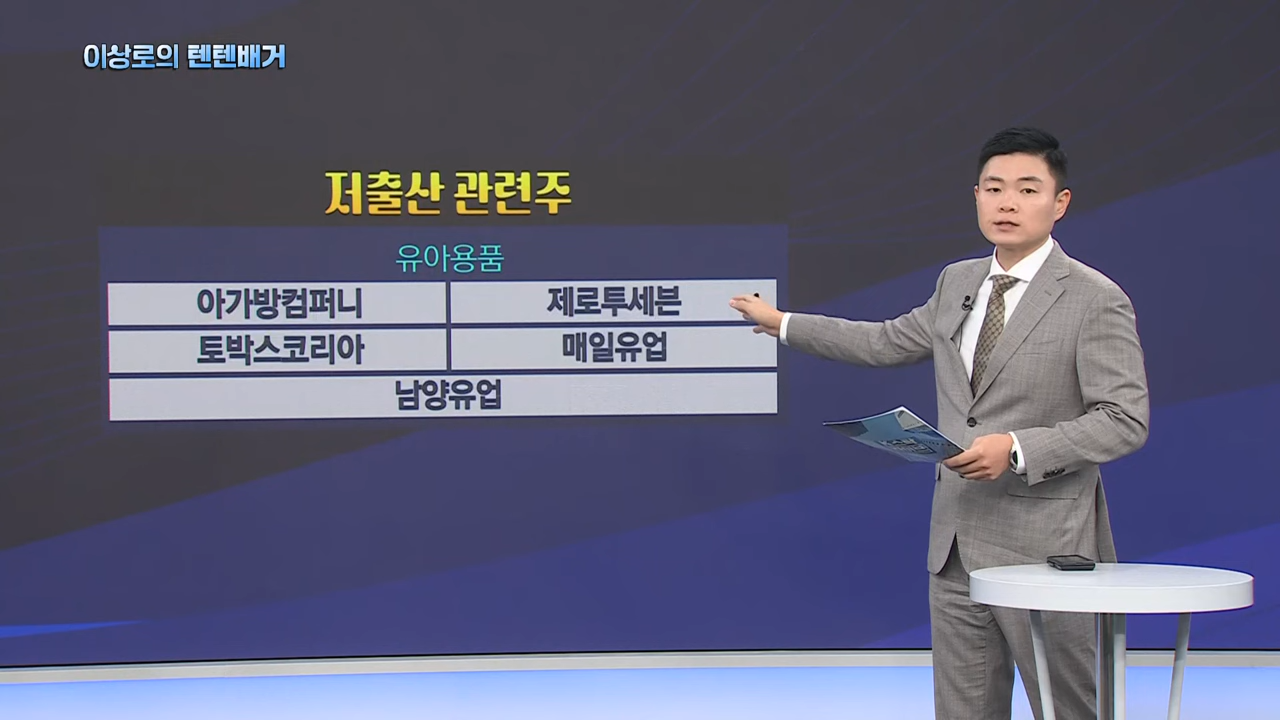 이상로의 텐텐배거
저출산 관련주
유아용품
아가방컴퍼니 제로투세븐
토박스코리아 매일유업
남양유업